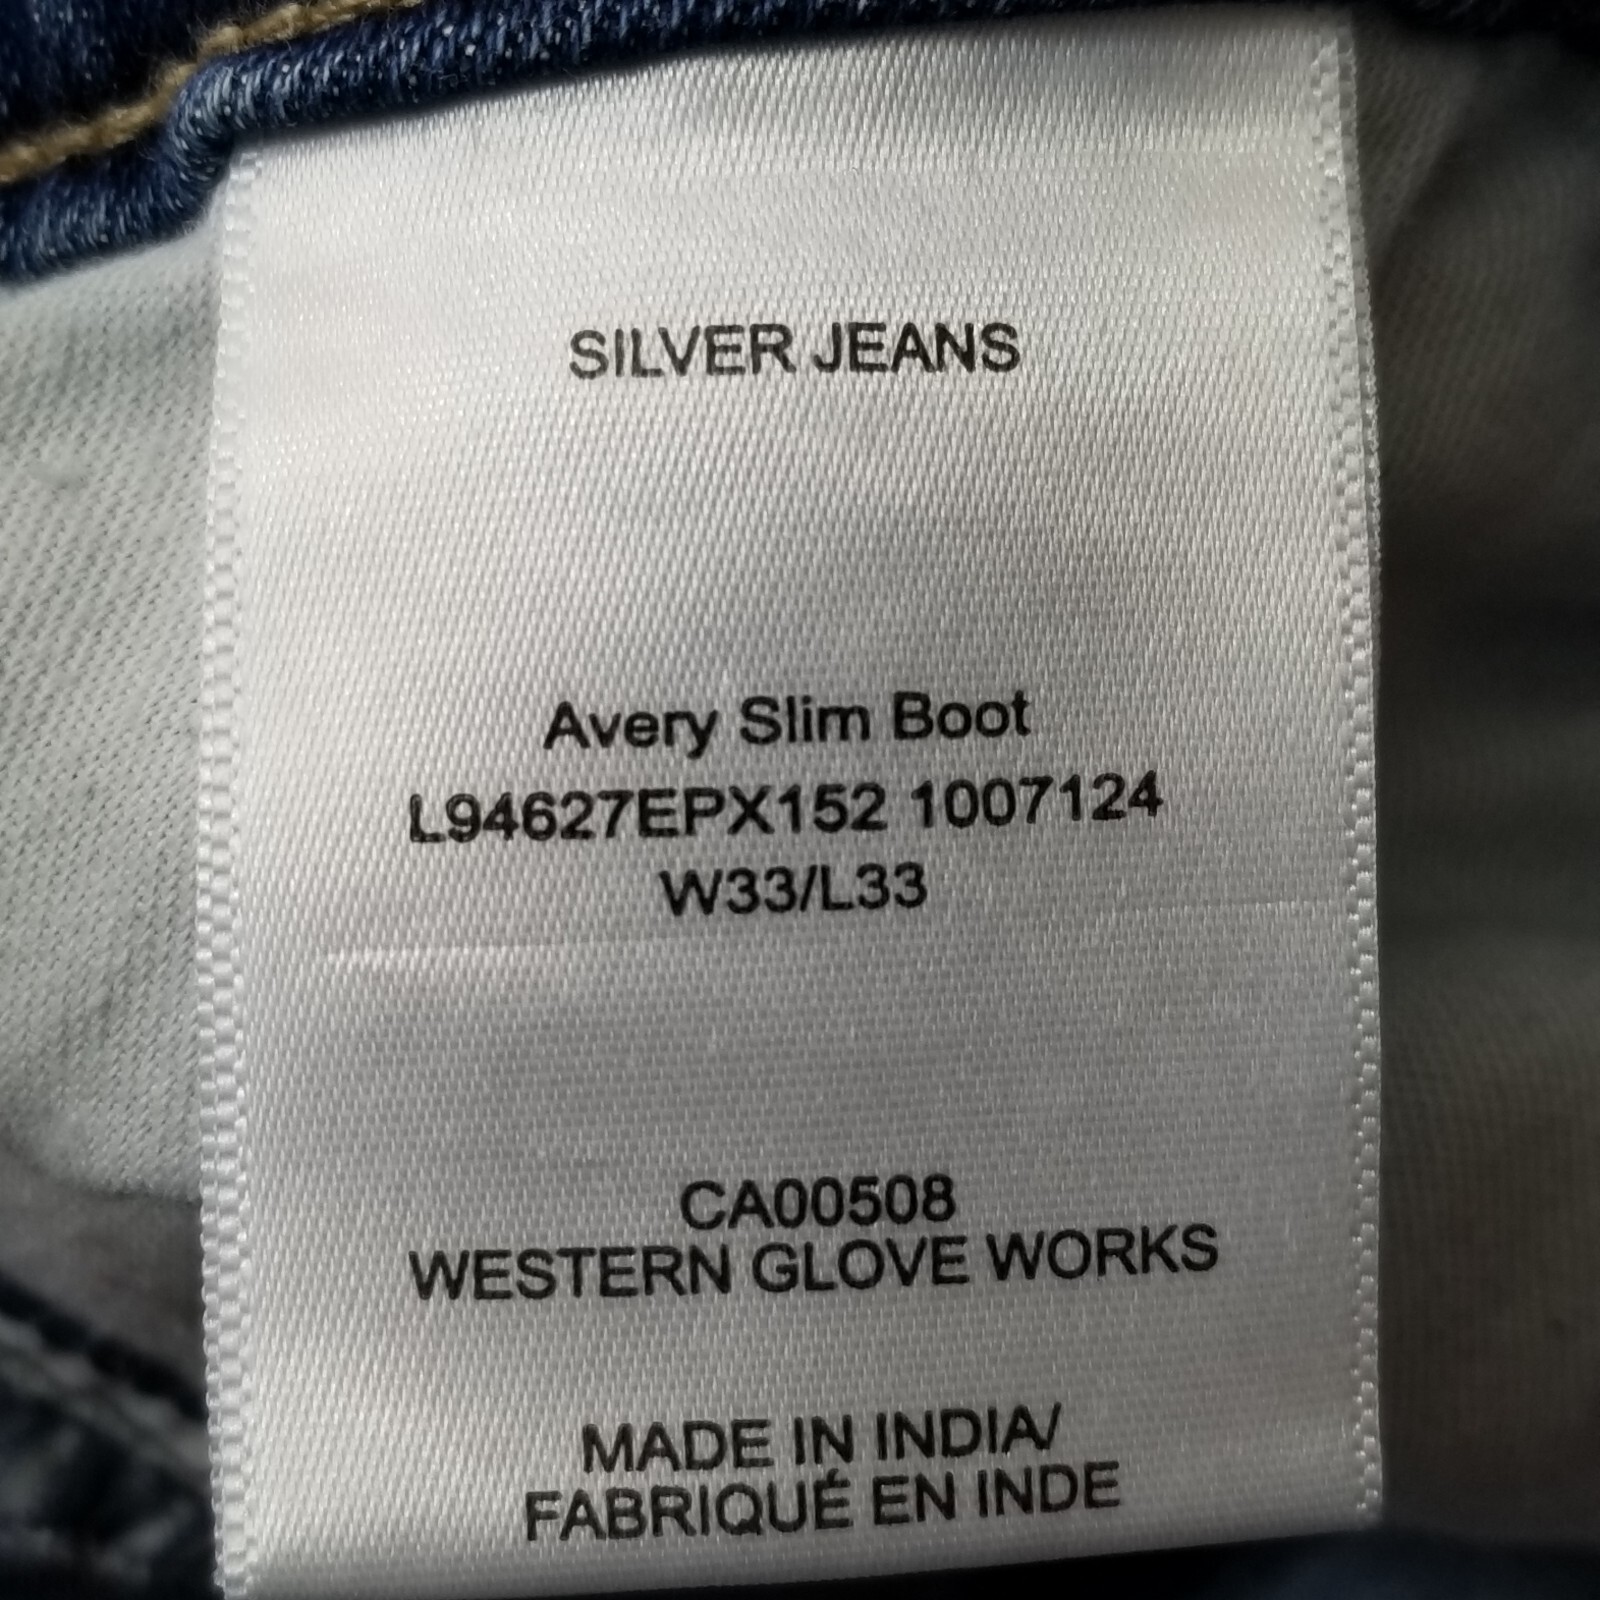 SILVER JEANS
Avery Slim Boot
L94627EPX152 1007124
W33/L33
CA00508
WESTERN GLOVE WORKS
MADE IN INDIA/
FABRIQUÉ EN INDE